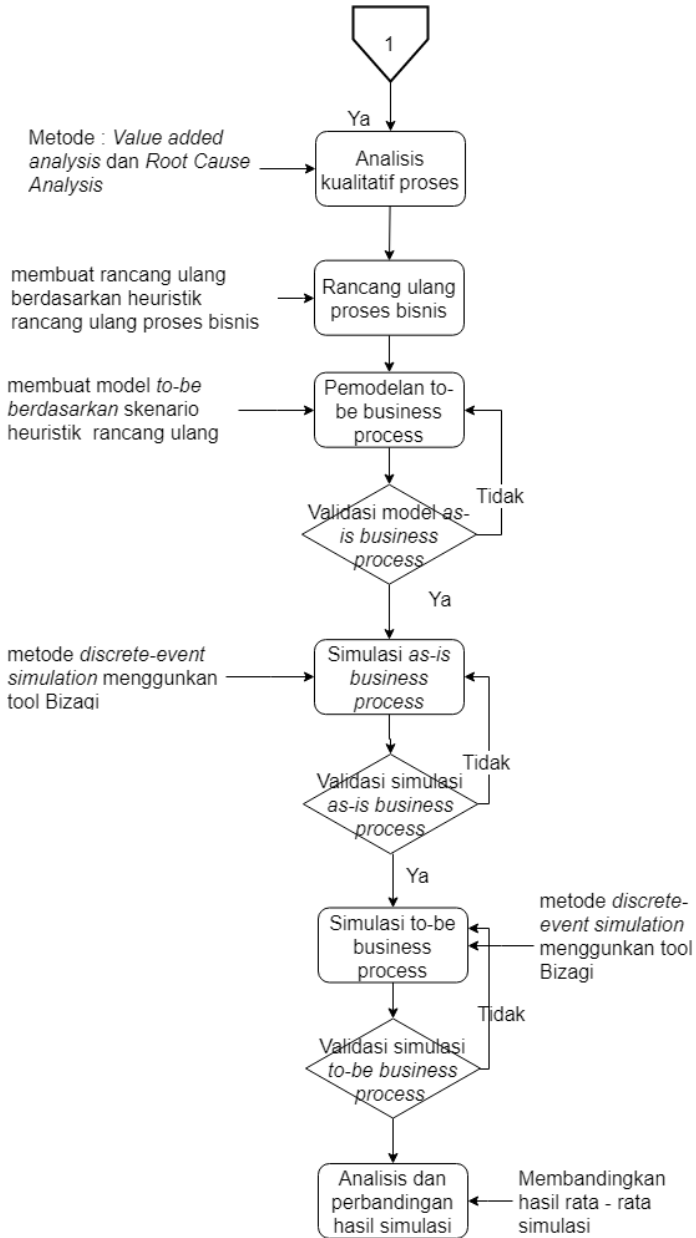 1
Ya
Metode : Value added
analysis dan Root Cause
Analysis
Analisis
kualitatif proses
membuat rancang ulang
berdasarkan heuristik
rancang ulang proses bisnis
Rancang ulang
proses bisnis
membuat model to-be
berdasarkan skenario
heuristik rancang ulang
Pemodelan to-
be business
process
Tidak
Validasi model as-
is business
process
Ya
metode discrete-event
simulation menggunkan
tool Bizagi
Simulasi as-is
business
process
Tidak
Validasi simulasi
as-is business
process
Ya
Simulasi to-be
business
process
metode discrete-
event simulation
menggunkan tool
Bizagi
Tidak
Validasi simulasi
to-be business
process
Analisis dan
perbandingan
hasil simulasi
Membandingkan
hasil rata - rata
simulasi